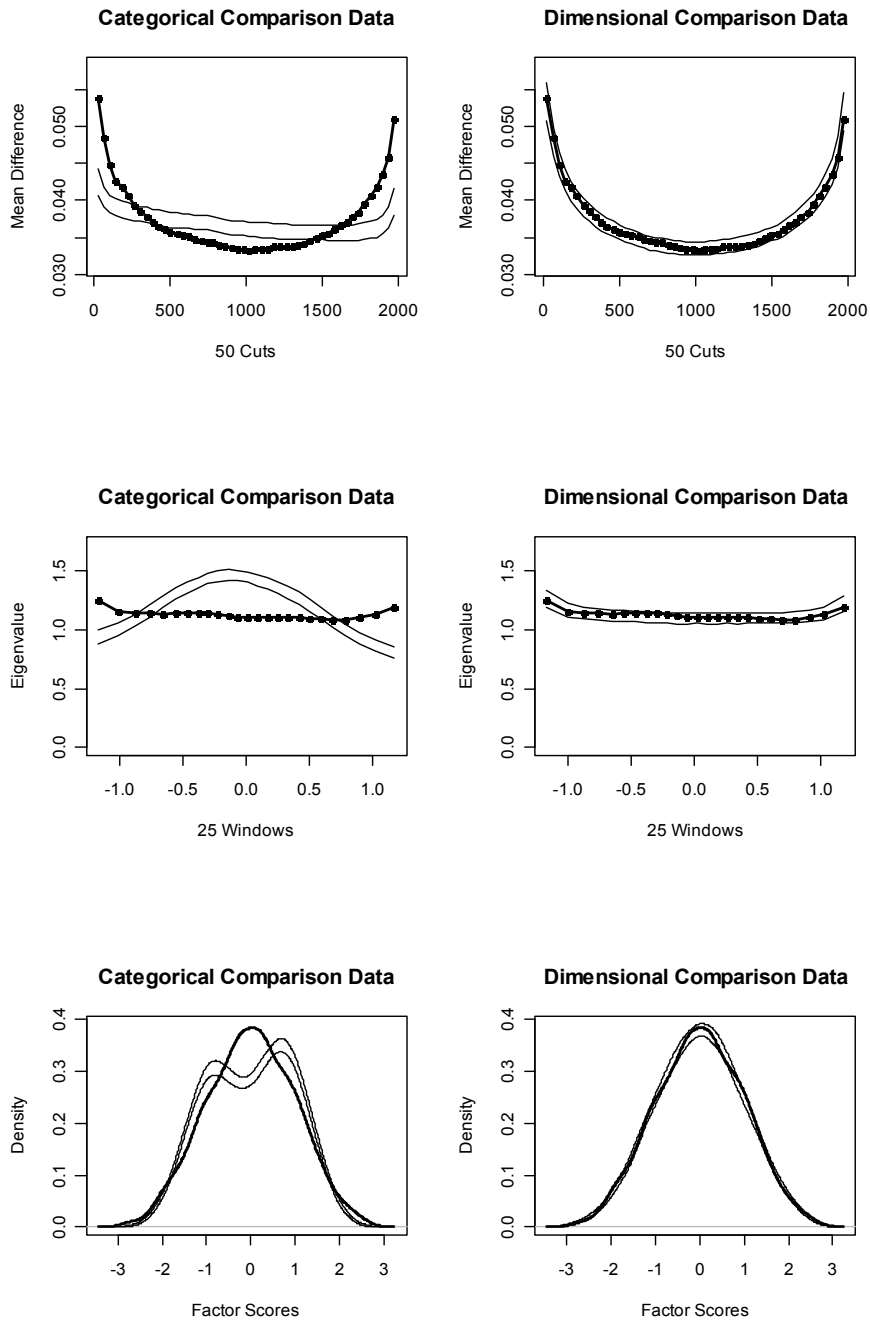 Categorical Comparison Data
Mean Difference
0.030 0.040 0.050
0 500 1000 1500 2000
50 Cuts
Dimensional Comparison Data
Mean Difference
0.030 0.040 0.050
0 500 1000 1500 2000
50 Cuts
Categorical Comparison Data
Eigenvalue
0.0 0.5 1.0 1.5
-1.0 -0.5 0.0 0.5 1.0
25 Windows
Dimensional Comparison Data
Eigenvalue
0.0 0.5 1.0 1.5
-1.0 -0.5 0.0 0.5 1.0
25 Windows
Categorical Comparison Data
Density
0.0 0.1 0.2 0.3 0.4
-3 -2 -1 0 1 2 3
Factor Scores
Dimensional Comparison Data
Density
0.0 0.1 0.2 0.3 0.4
-3 -2 -1 0 1 2 3
Factor Scores